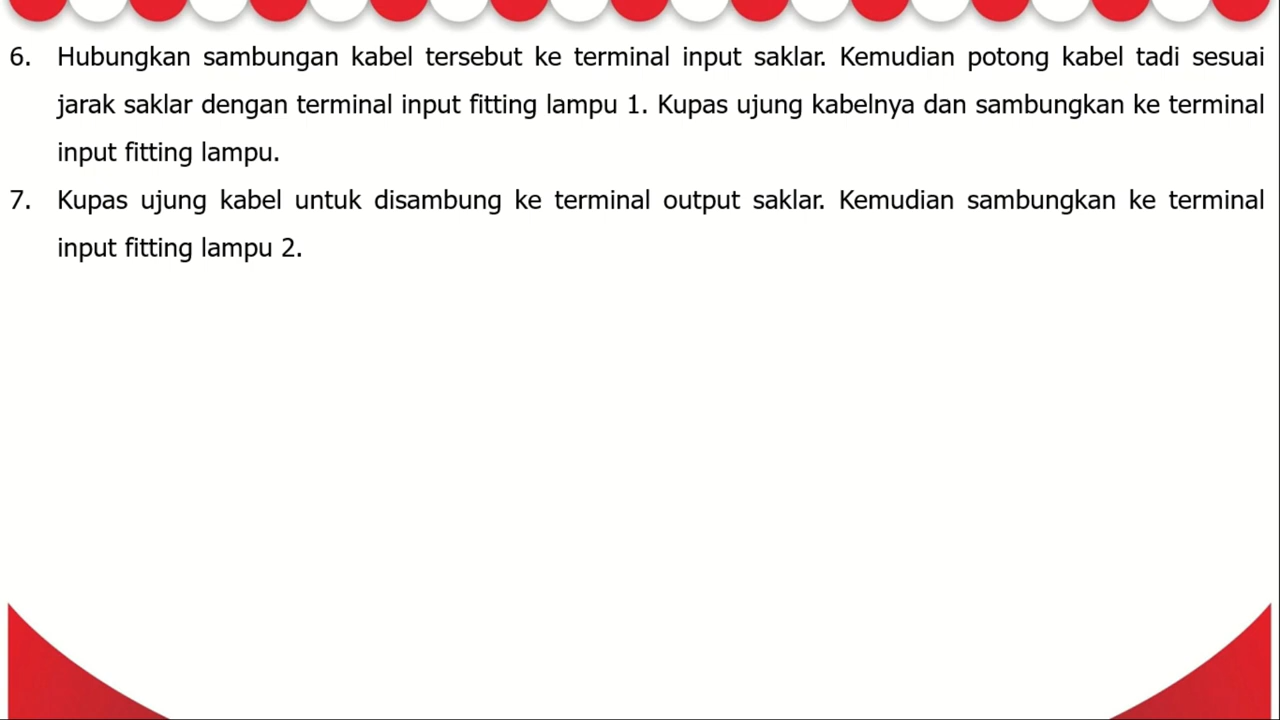 6. Hubungkan sambungan kabel tersebut ke terminal input saklar. Kemudian potong kabel tadi sesuai
jarak saklar dengan terminal input fitting lampu 1. Kupas ujung kabelnya dan sambungkan ke terminal
input fitting lampu.
7. Kupas ujung kabel untuk disambung ke terminal output saklar. Kemudian sambungkan ke terminal
input fitting lampu 2.